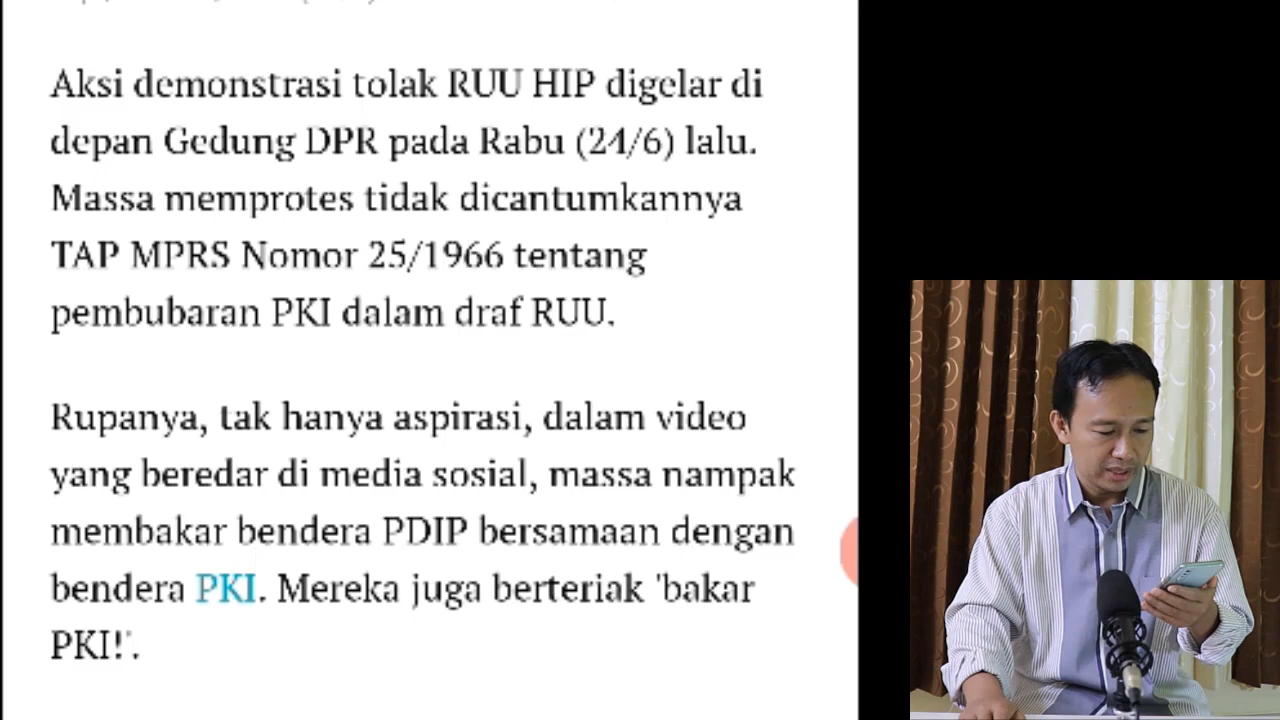 Aksi demonstrasi tolak RUU HIP digelar di
depan Gedung DPR pada Rabu (24/6) lalu.
Massa memprotes tidak dicantumkannya
TAP MPRS Nomor 25/1966 tentang
pembubaran PKI dalam draf RUU.
Rupanya, tak hanya aspirasi, dalam video
yang beredar di media sosial, massa nampak
membakar bendera PDIP bersamaan dengan
bendera PKI. Mereka juga berteriak 'bakar
PKI!'.